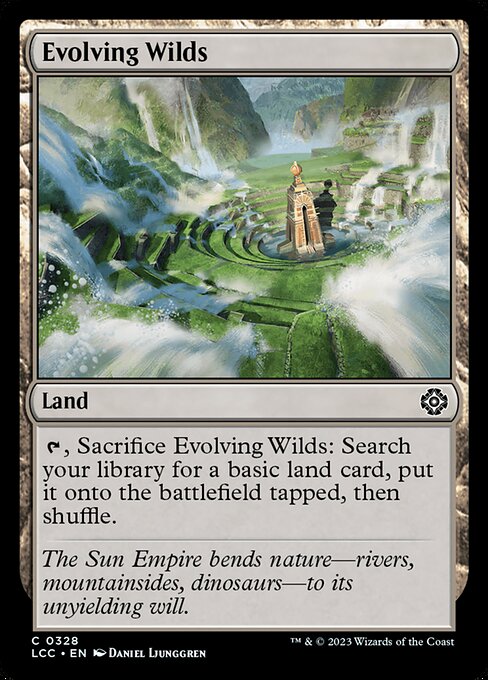 Evolving Wilds
Land
, Sacrifice Evolving Wilds: Search
your library for a basic land card, put
it onto the battlefield tapped, then
shuffle.
The Sun Empire bends nature—rivers,
mountainsides, dinosaurs—to its
unyielding will.
C 0328
LCC • EN Daniel Ljunggren
™ & © 2023 Wizards of the Coast